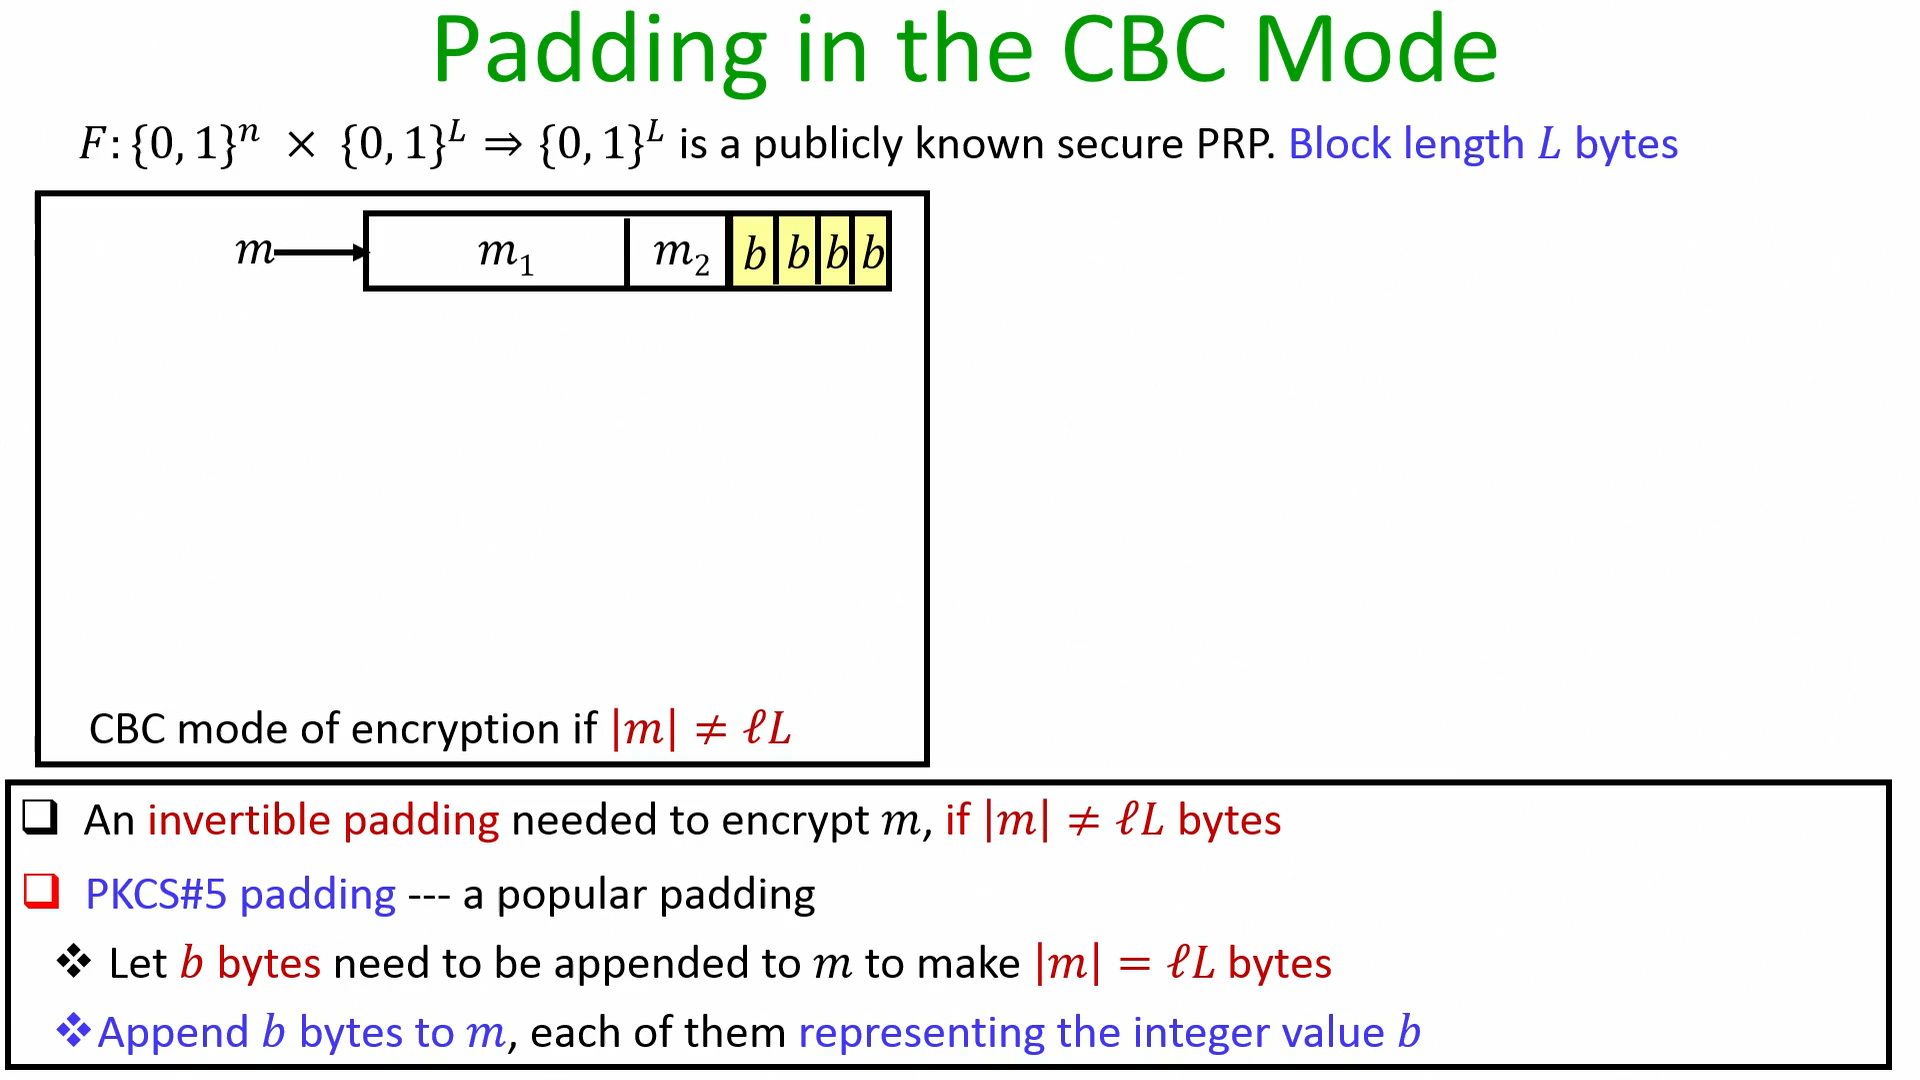 Padding in the CBC Mode
F: {0, 1}ⁿ × {0, 1}ᴸ ⇒ {0, 1}ᴸ is a publicly known secure PRP. Block length L bytes
m m₁ m₂ b b b b
CBC mode of encryption if |m| ≠ ℓL
❑ An invertible padding needed to encrypt m, if |m| ≠ ℓL bytes
❑ PKCS#5 padding --- a popular padding
❖ Let b bytes need to be appended to m to make |m| = ℓL bytes
❖ Append b bytes to m, each of them representing the integer value b